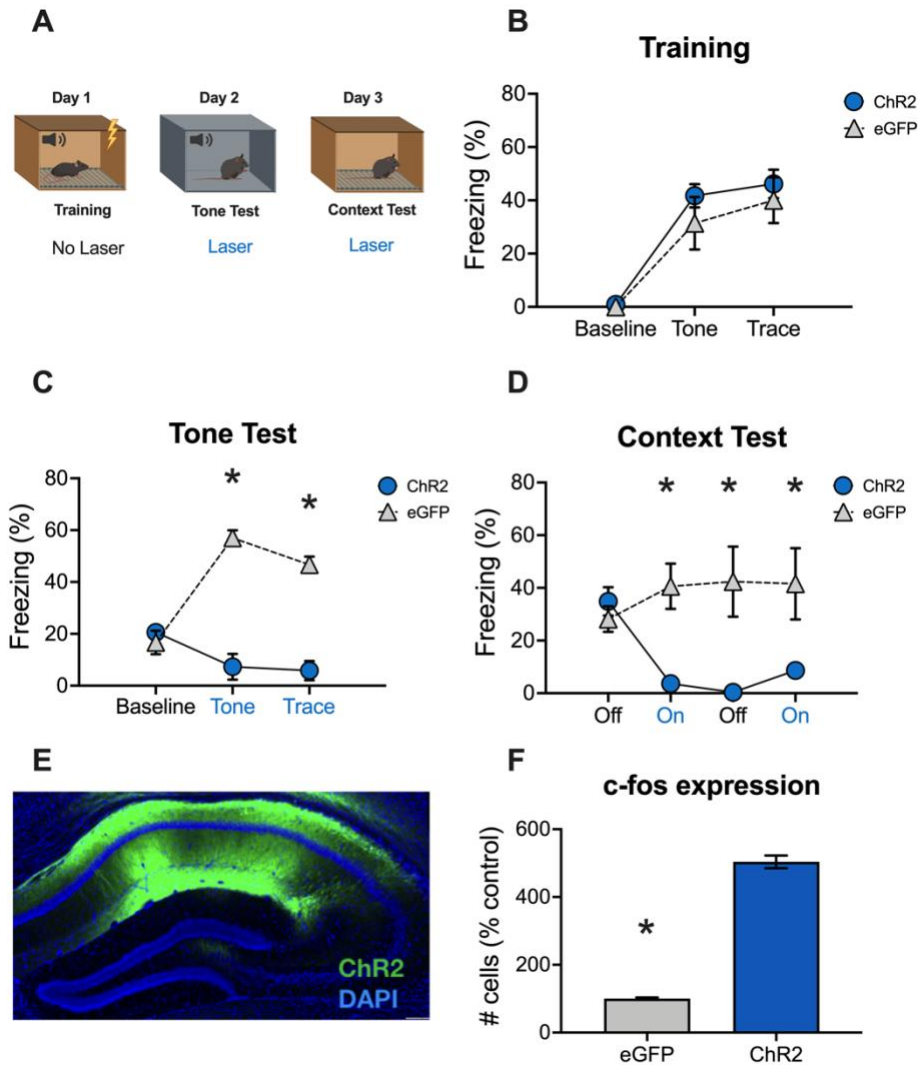 A
Day 1
Day 2
Day 3
Training
Tone Test
Context Test
No Laser
Laser
Laser
B
Training
Freezing (%)
80
60
40
20
0
Baseline
Tone
Trace
ChR2
eGFP
C
Tone Test
Freezing (%)
80
60
40
20
0
*
*
Baseline
Tone
Trace
ChR2
eGFP
D
Context Test
Freezing (%)
80
60
40
20
0
* * *
Off
On
Off
On
ChR2
eGFP
E
ChR2
DAPI
F
c-fos expression
# cells (% control)
600
400
200
0
*
eGFP
ChR2